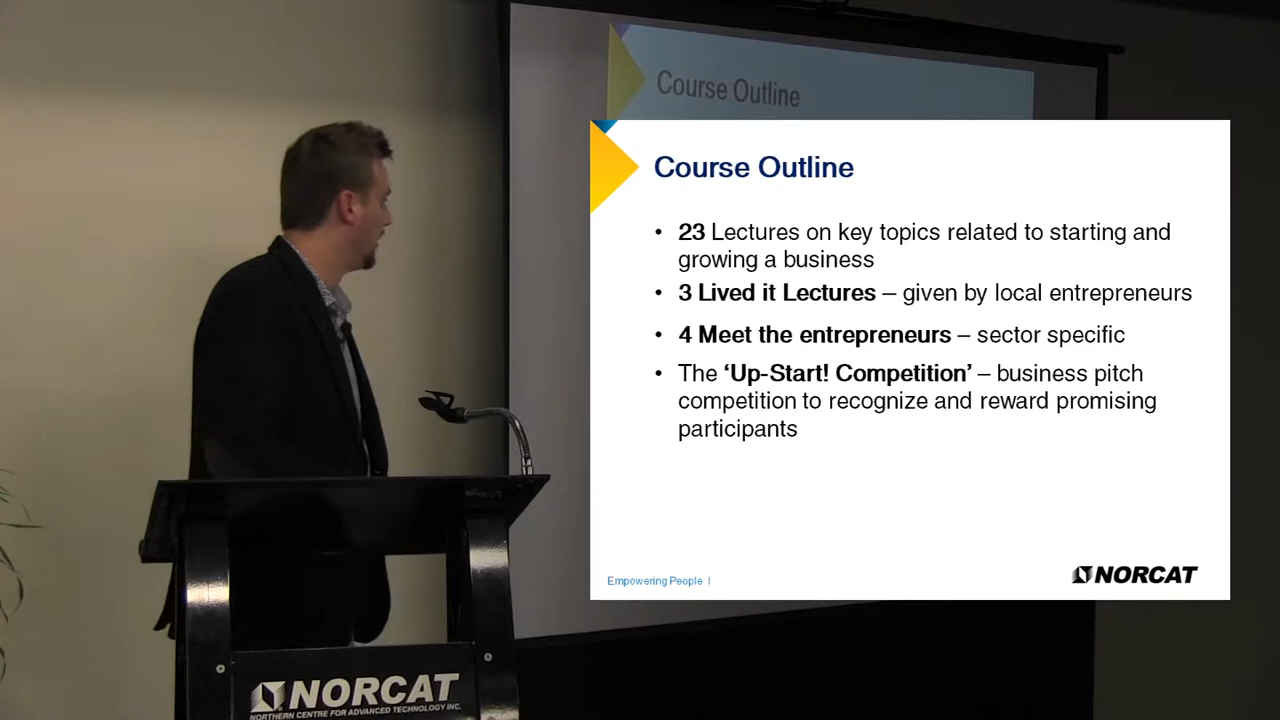 Course Outline
Course Outline
• 23 Lectures on key topics related to starting and
growing a business
• 3 Lived it Lectures – given by local entrepreneurs
• 4 Meet the entrepreneurs – sector specific
• The ‘Up-Start! Competition’ – business pitch
competition to recognize and reward promising
participants
Empowering People |
NORCAT
NORCAT
NORTHERN CENTRE FOR ADVANCED TECHNOLOGY INC.